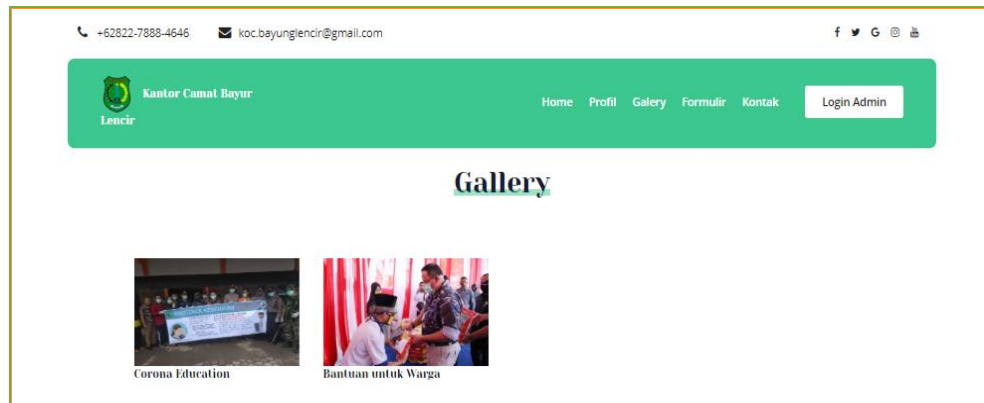 +62822-7888-4646 koc.bayunglencir@gmail.com
Kantor Camat Bayur
Lencir
Home Profil Galery Formulir Kontak Login Admin
Gallery
Corona Education
Bantuan untuk Warga